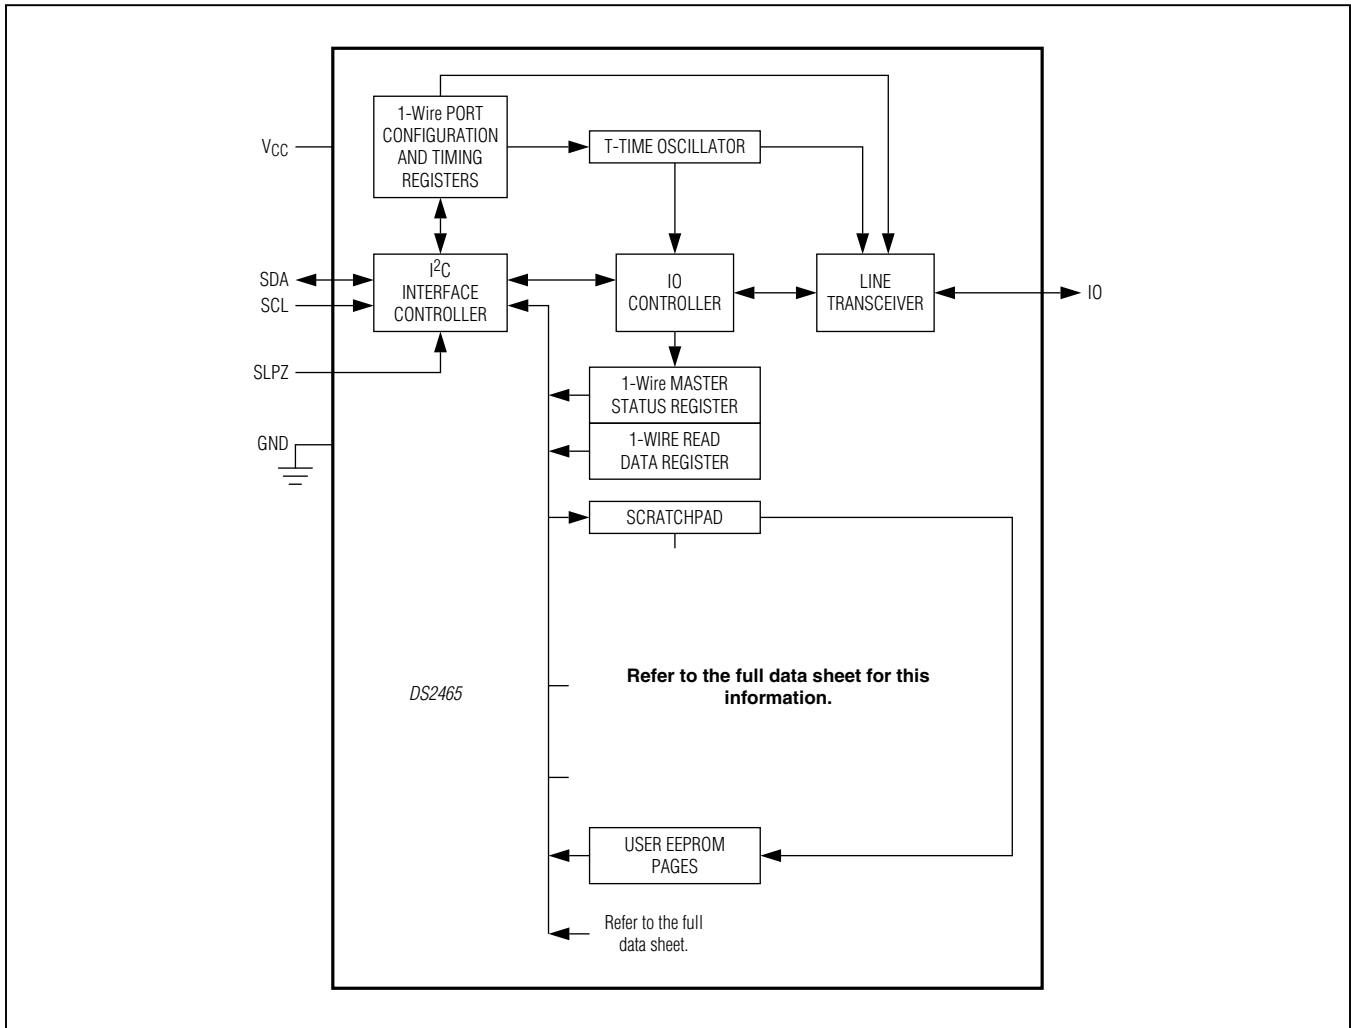 1-Wire PORT
CONFIGURATION
AND TIMING
REGISTERS
VCC
T-TIME OSCILLATOR
SDA
SCL
I2C
INTERFACE
CONTROLLER
IO
CONTROLLER
LINE
TRANSCEIVER
IO
SLPZ
1-Wire MASTER
STATUS REGISTER
GND
1-WIRE READ
DATA REGISTER
SCRATCHPAD
DS2465
Refer to the full data sheet for this
information.
USER EEPROM
PAGES
Refer to the full
data sheet.